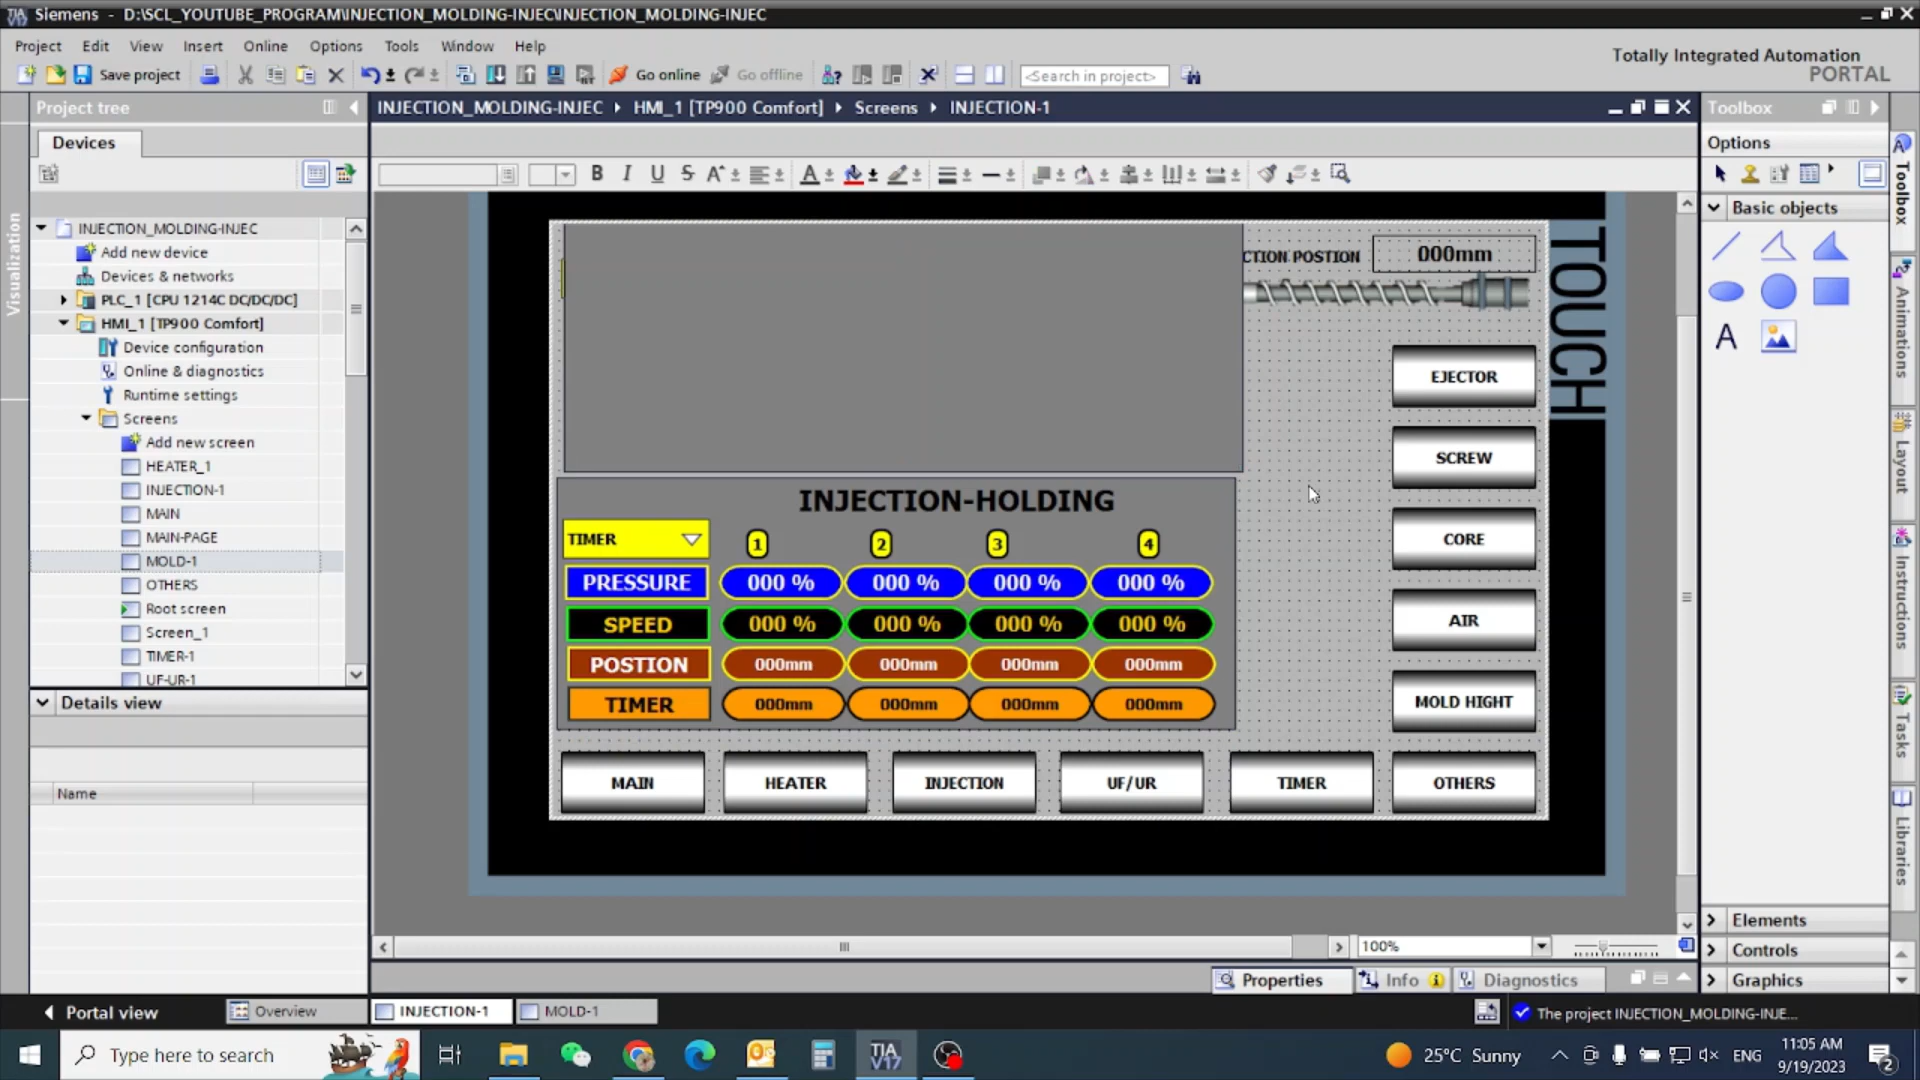 Siemens - D:\SCL_YOUTUBE_PROGRAM\INJECTION_MOLDING-INJEC\INJECTION_MOLDING-INJEC
Project Edit View Insert Online Options Tools Window Help
Totally Integrated Automation
PORTAL
Save project
Go online
Go offline
<Search in project>
Project tree
INJECTION_MOLDING-INJEC
HMI_1 [TP900 Comfort]
Screens
INJECTION-1
Toolbox
Devices
Options
B I U S A
Basic objects
Visualization
INJECTION_MOLDING-INJEC
Add new device
Devices & networks
PLC_1 [CPU 1214C DC/DC/DC]
HMI_1 [TP900 Comfort]
Device configuration
Online & diagnostics
Runtime settings
Screens
Add new screen
HEATER_1
INJECTION-1
MAIN
MAIN-PAGE
MOLD-1
OTHERS
Root screen
Screen_1
TIMER-1
UF-UR-1
Details view
Name
CTION POSTION 000mm
TOUCH
EJECTOR
SCREW
CORE
AIR
MOLD HIGHT
INJECTION-HOLDING
TIMER 1 2 3 4
PRESSURE 000 % 000 % 000 % 000 %
SPEED 000 % 000 % 000 % 000 %
POSTION 000mm 000mm 000mm 000mm
TIMER 000mm 000mm 000mm 000mm
MAIN HEATER INJECTION UF/UR TIMER OTHERS
A
Toolbox
Animations
Layout
Instructions
Tasks
Libraries
Elements
Controls
Graphics
100%
Properties Info Diagnostics
Portal view Overview INJECTION-1 MOLD-1
The project INJECTION_MOLDING-INJE...
Type here to search
TIA
V17
25°C Sunny
ENG
11:05 AM
9/19/2023
2